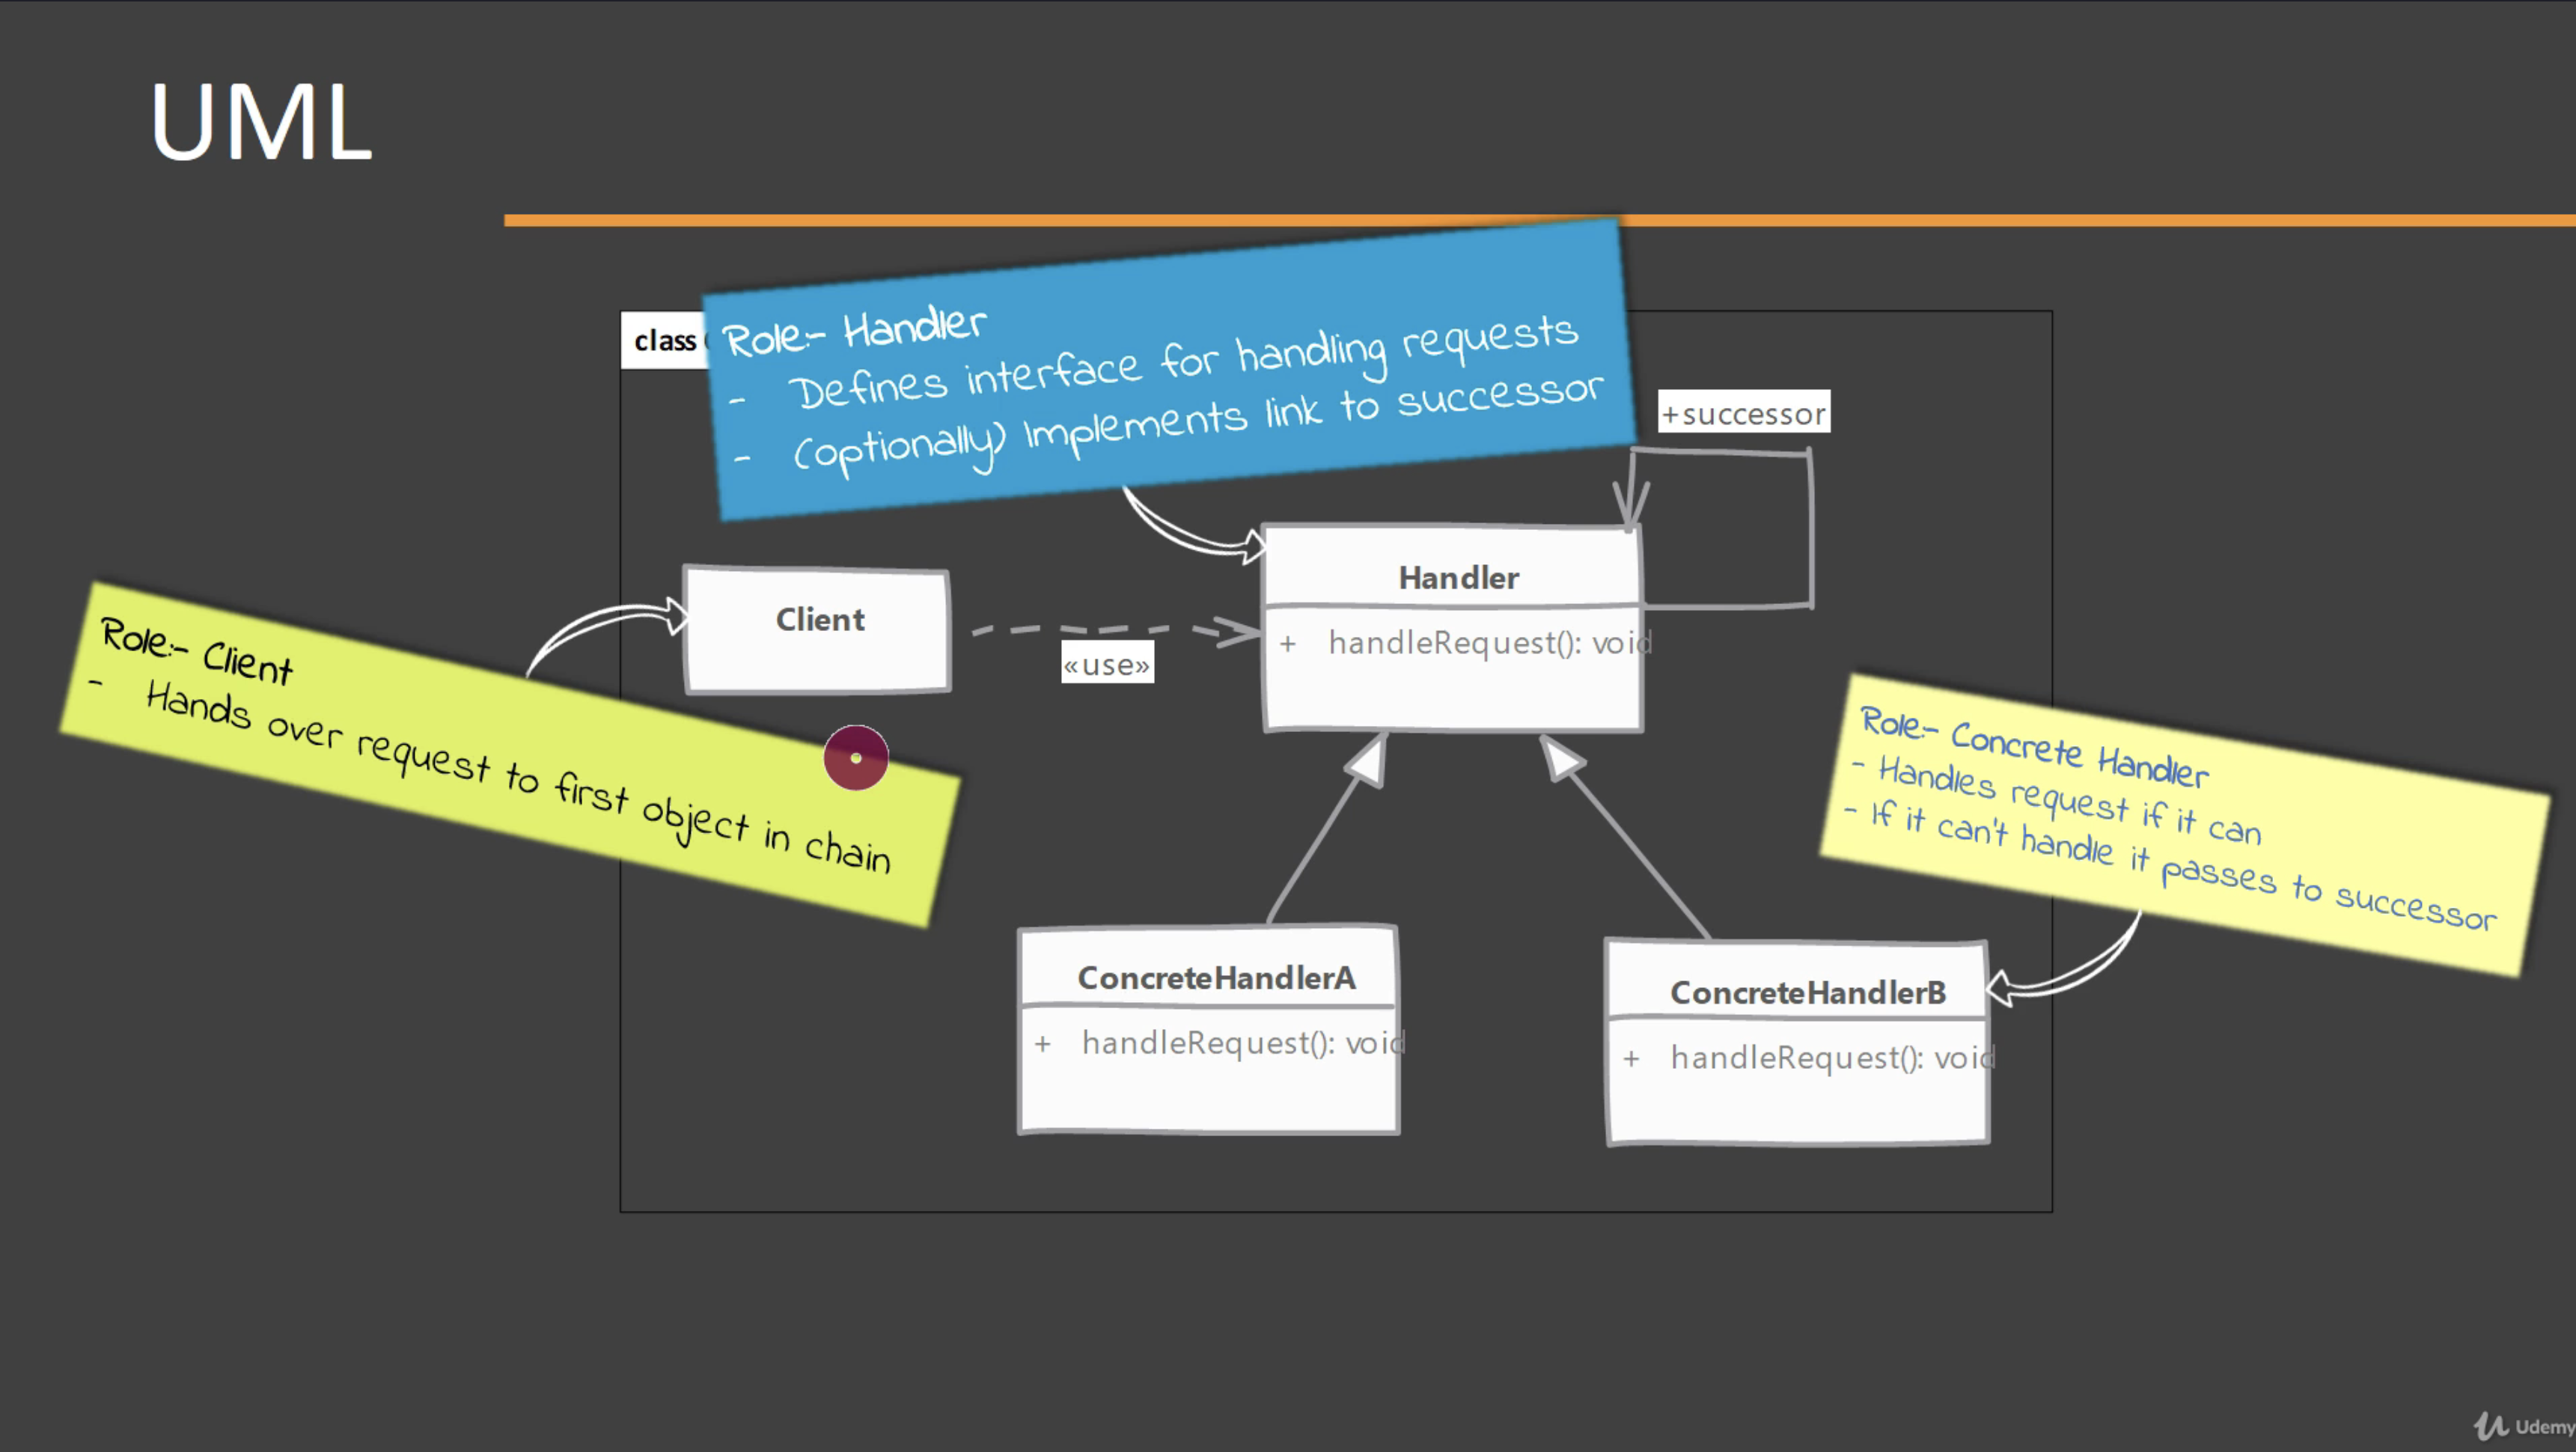 UML
class
Role:- Handler
- Defines interface for handling requests
- (optionally) Implements link to successor
+successor
Handler
+ handleRequest(): void
Client
«use»
Role:- Client
- Hands over request to first object in chain
Role:- Concrete Handler
- Handles request if it can
- If it can't handle it passes to successor
ConcreteHandlerA
+ handleRequest(): void
ConcreteHandlerB
+ handleRequest(): void
Udemy